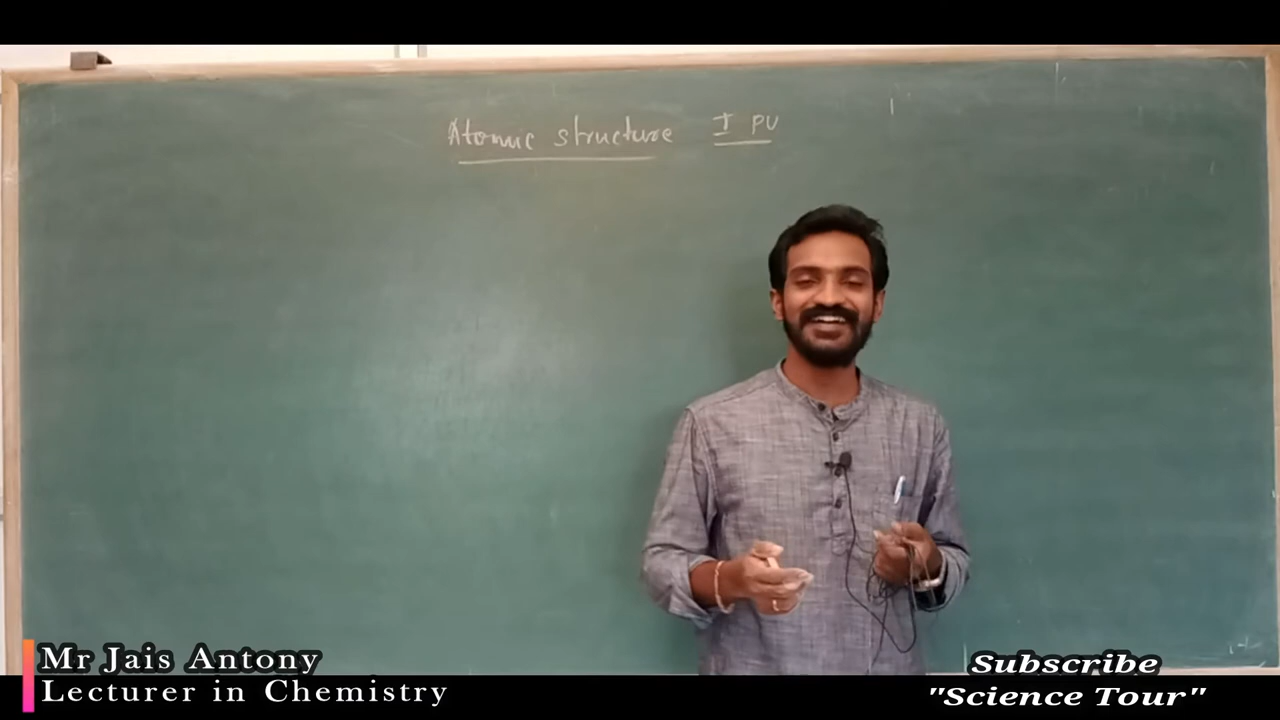 Atomic structure I PU
Mr Jais Antony
Lecturer in Chemistry
Subscribe
"Science Tour"